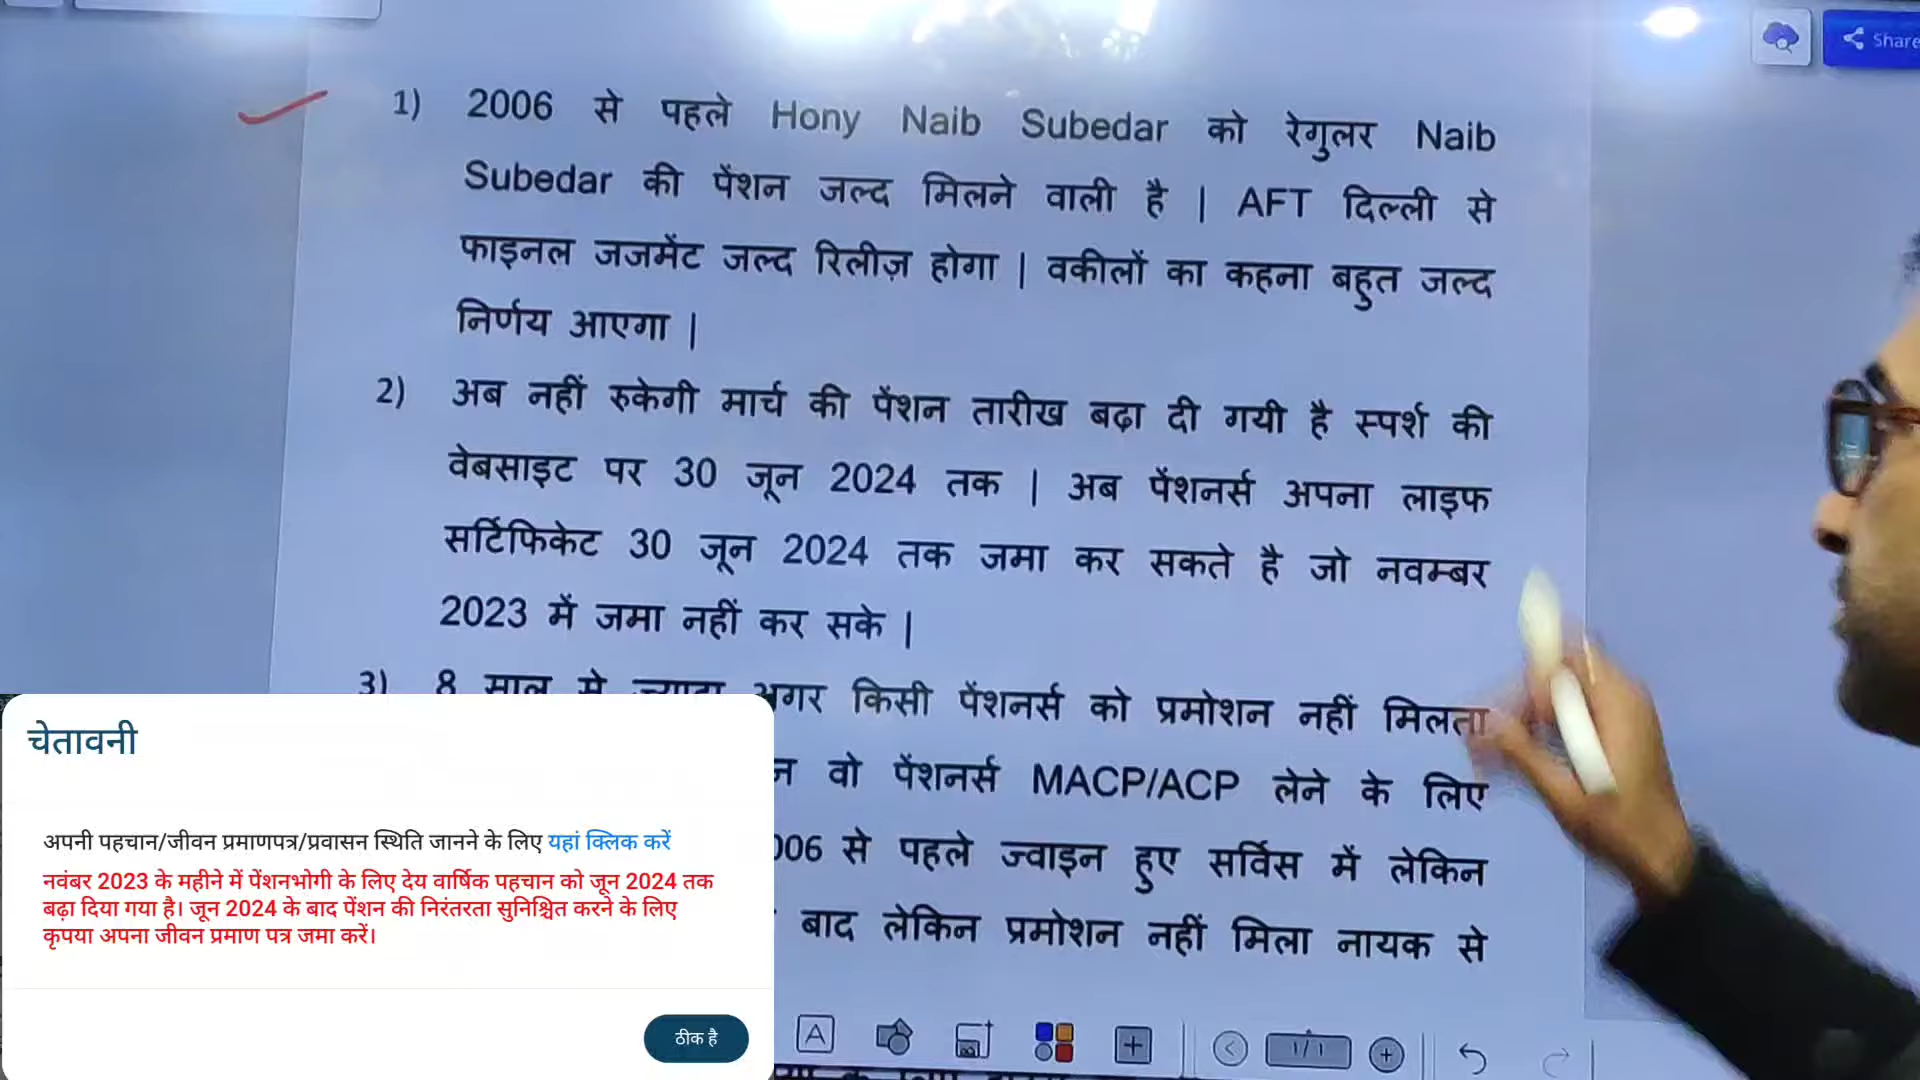 Share
1) 2006 से पहले Hony Naib Subedar को रेगुलर Naib
Subedar की पेंशन जल्द मिलने वाली है | AFT दिल्ली से
फाइनल जजमेंट जल्द रिलीज़ होगा | वकीलों का कहना बहुत जल्द
निर्णय आएगा |
2) अब नहीं रुकेगी मार्च की पेंशन तारीख बढ़ा दी गयी है स्पर्श की
वेबसाइट पर 30 जून 2024 तक | अब पेंशनर्स अपना लाइफ
सर्टिफिकेट 30 जून 2024 तक जमा कर सकते है जो नवम्बर
2023 में जमा नहीं कर सके |
3) 8 साल से ज्यादा अगर किसी पेंशनर्स को प्रमोशन नहीं मिलता
वो पेंशनर्स MACP/ACP लेने के लिए
006 से पहले ज्वाइन हुए सर्विस में लेकिन
बाद लेकिन प्रमोशन नहीं मिला नायक से
चेतावनी
अपनी पहचान/जीवन प्रमाणपत्र/प्रवासन स्थिति जानने के लिए यहां क्लिक करें
नवंबर 2023 के महीने में पेंशनभोगी के लिए देय वार्षिक पहचान को जून 2024 तक
बढ़ा दिया गया है। जून 2024 के बाद पेंशन की निरंतरता सुनिश्चित करने के लिए
कृपया अपना जीवन प्रमाण पत्र जमा करें।
ठीक है
A
1/1